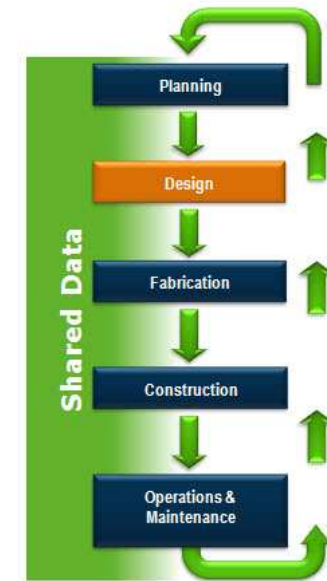 Planning
Design
Fabrication
Construction
Operations &
Maintenance
Shared Data